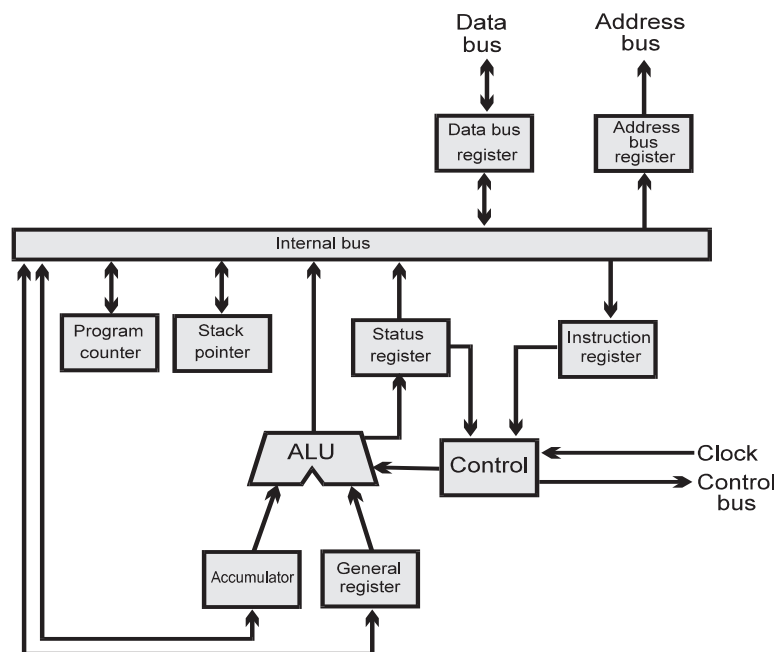 Data
bus
Address
bus
Data bus
register
Address
bus
register
Internal bus
Program
counter
Stack
pointer
Status
register
Instruction
register
ALU
Control
Clock
Control
bus
Accumulator
General
register